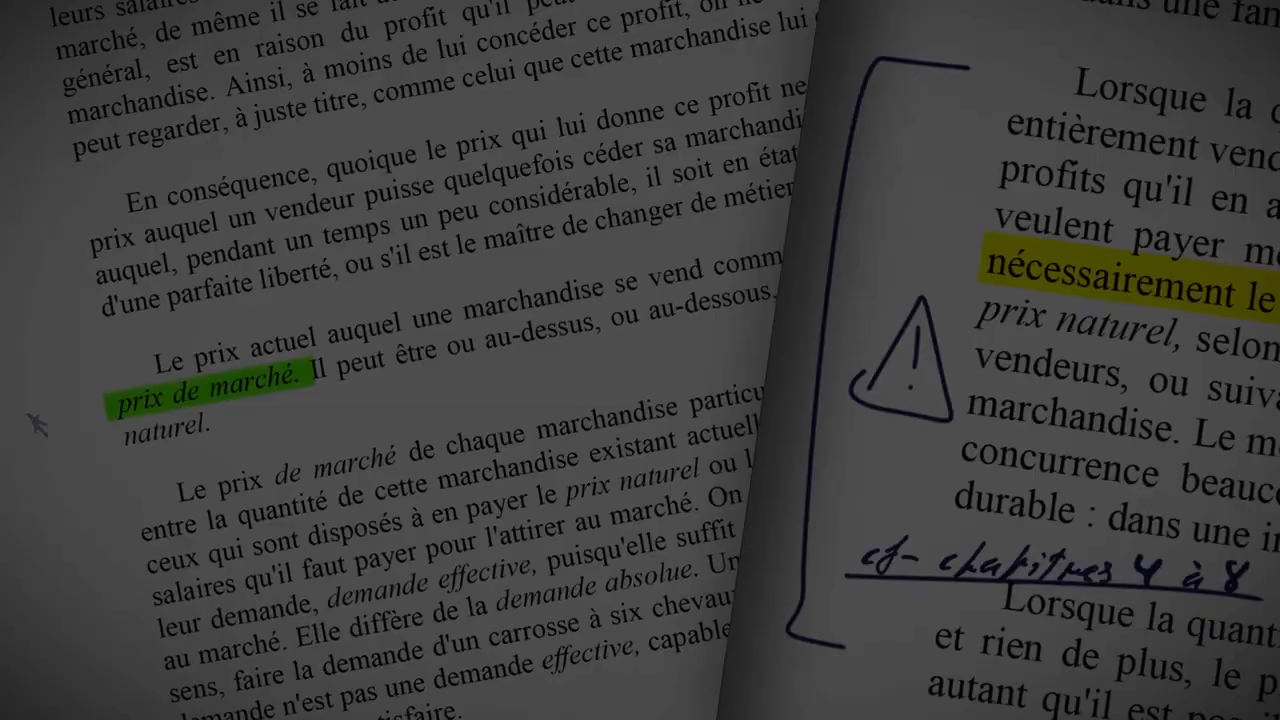 leurs salaires
marché, de même il se fait
général, est en raison du profit qu'il
marchandise. Ainsi, à moins de lui concéder ce profit, on ne
peut regarder, à juste titre, comme celui que cette marchandise lui
En conséquence, quoique le prix qui lui donne ce profit ne
prix auquel un vendeur puisse quelquefois céder sa marchandi
auquel, pendant un temps un peu considérable, il soit en état
d'une parfaite liberté, ou s'il est le maître de changer de métier
Le prix actuel auquel une marchandise se vend comm
prix de marché. Il peut être ou au-dessus, ou au-dessous,
naturel.
Le prix de marché de chaque marchandise particu
entre la quantité de cette marchandise existant actuell
ceux qui sont disposés à en payer le prix naturel ou l
salaires qu'il faut payer pour l'attirer au marché. On
leur demande, demande effective, puisqu'elle suffit
au marché. Elle diffère de la demande absolue. Un
sens, faire la demande d'un carrosse à six chevau
demande n'est pas une demande effective, capable
tisfaire.
dans une fam
Lorsque la
entièrement vend
profits qu'il en a
veulent payer mo
nécessairement le
prix naturel, selon
vendeurs, ou suiva
marchandise. Le m
concurrence beauco
durable : dans une in
cf- chapitres 4 à 8
Lorsque la quant
et rien de plus, le p
autant qu'il est